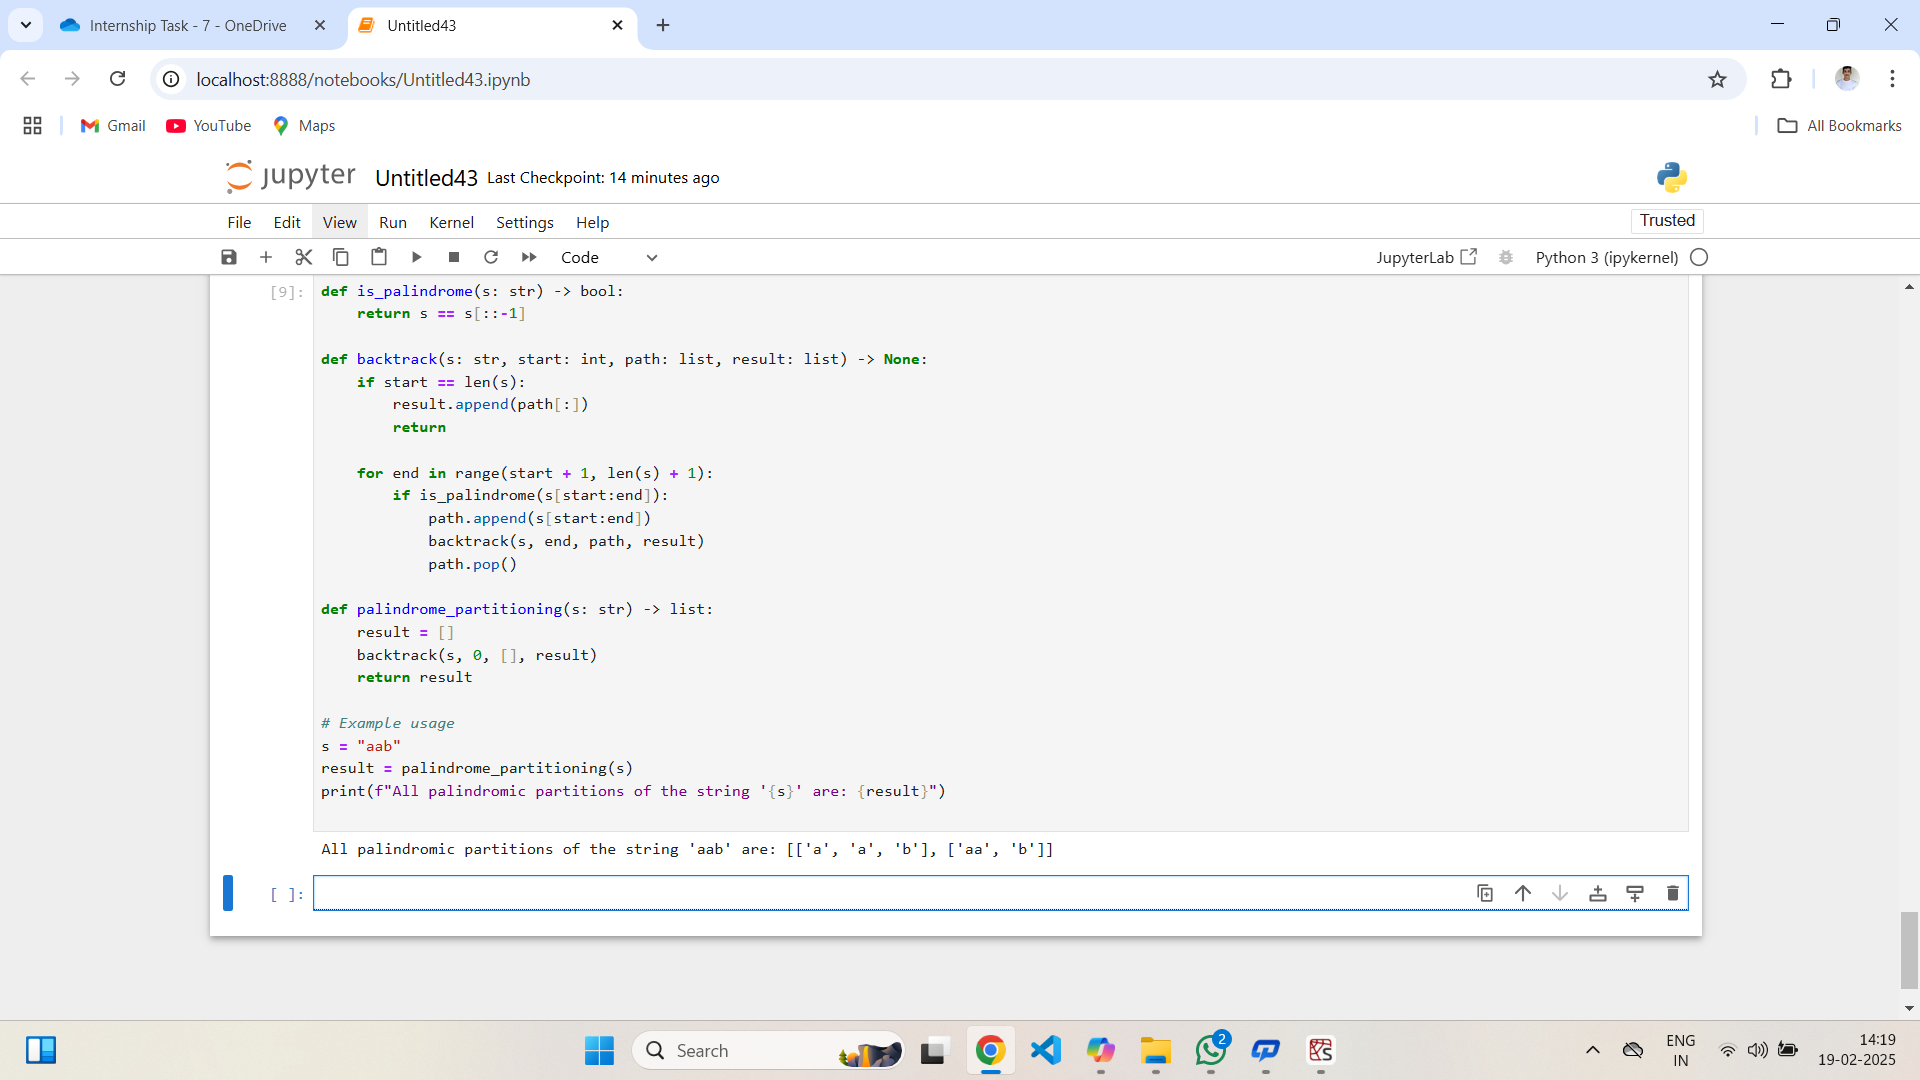 Internship Task - 7 - OneDrive
Untitled43
localhost:8888/notebooks/Untitled43.ipynb
Gmail
YouTube
Maps
All Bookmarks
jupyter
Untitled43
Last Checkpoint: 14 minutes ago
File Edit View Run Kernel Settings Help
Trusted
Code
JupyterLab
Python 3 (ipykernel)
[9]:
def is_palindrome(s: str) -> bool:
    return s == s[::-1]

def backtrack(s: str, start: int, path: list, result: list) -> None:
    if start == len(s):
        result.append(path[:])
        return

    for end in range(start + 1, len(s) + 1):
        if is_palindrome(s[start:end]):
            path.append(s[start:end])
            backtrack(s, end, path, result)
            path.pop()

def palindrome_partitioning(s: str) -> list:
    result = []
    backtrack(s, 0, [], result)
    return result

# Example usage
s = "aab"
result = palindrome_partitioning(s)
print(f"All palindromic partitions of the string '{s}' are: {result}")
All palindromic partitions of the string 'aab' are: [['a', 'a', 'b'], ['aa', 'b']]
[ ]:
Search
2
ENG
IN
14:19
19-02-2025